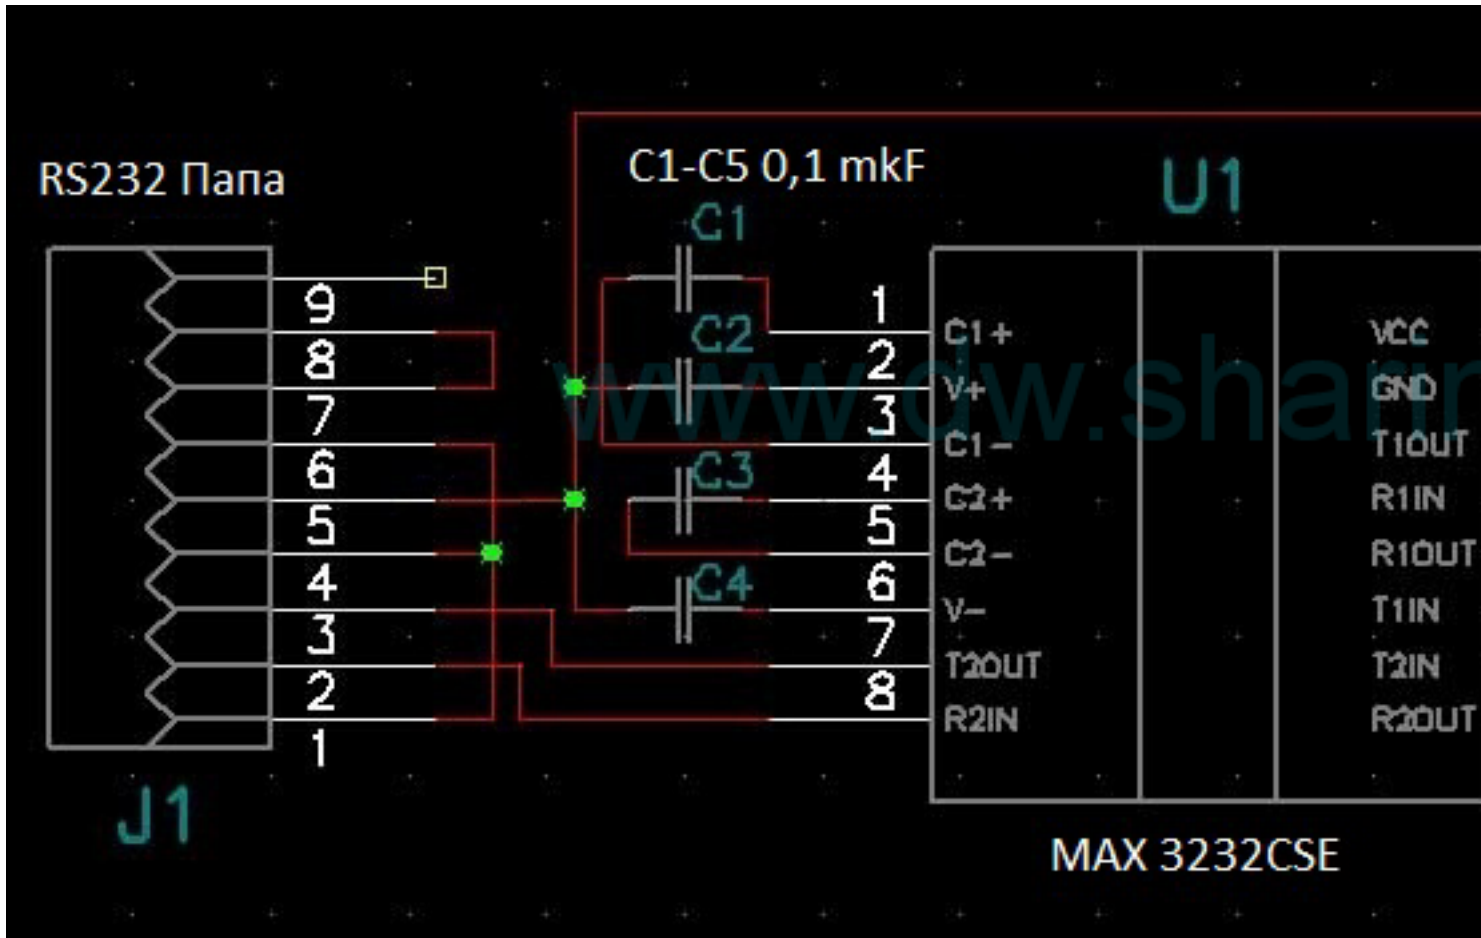 RS232 Папа
C1-C5 0,1 mkF
U1
C1
C2
C3
C4
9
8
7
6
5
4
3
2
1
J1
1
2
3
4
5
6
7
8
C1+
V+
C1-
C2+
C2-
V-
T2OUT
R2IN
VCC
GND
T1OUT
R1IN
R1OUT
T1IN
T2IN
R2OUT
MAX 3232CSE